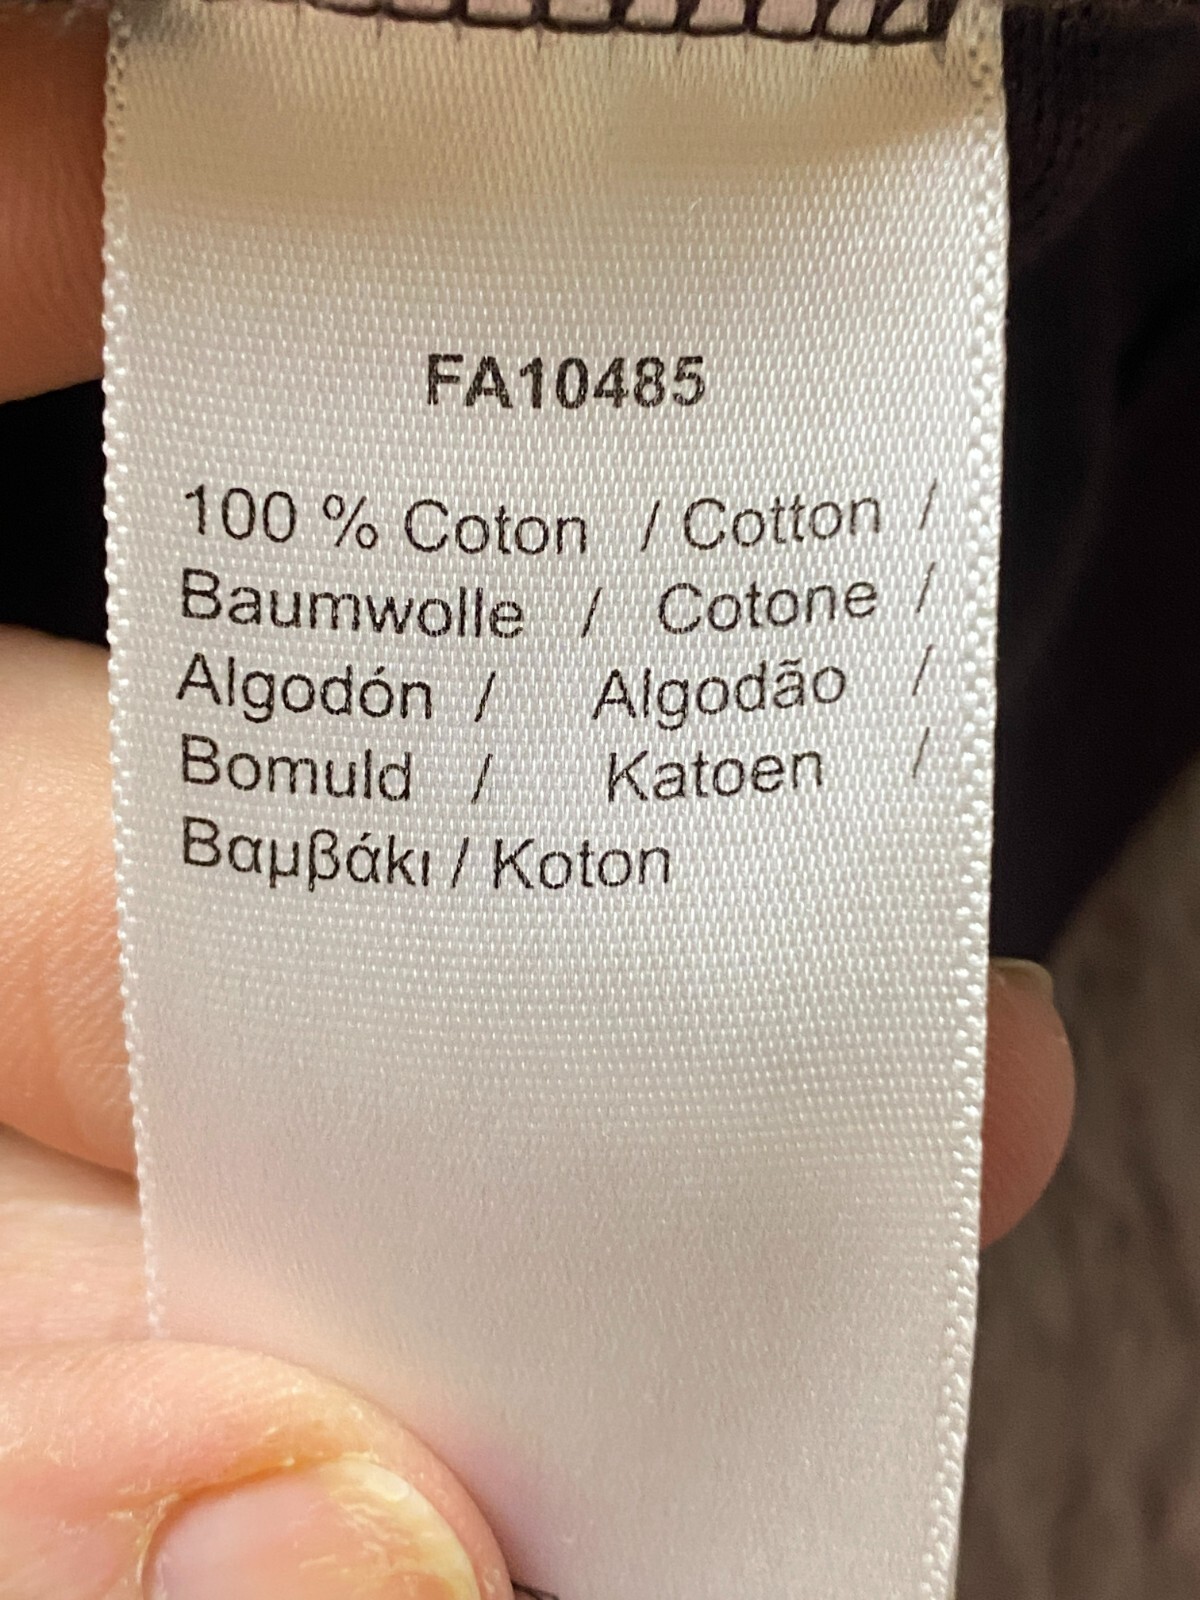 FA10485
100 % Coton / Cotton /
Baumwolle / Cotone /
Algodón / Algodão /
Bomuld / Katoen /
Βαμβάκι / Koton